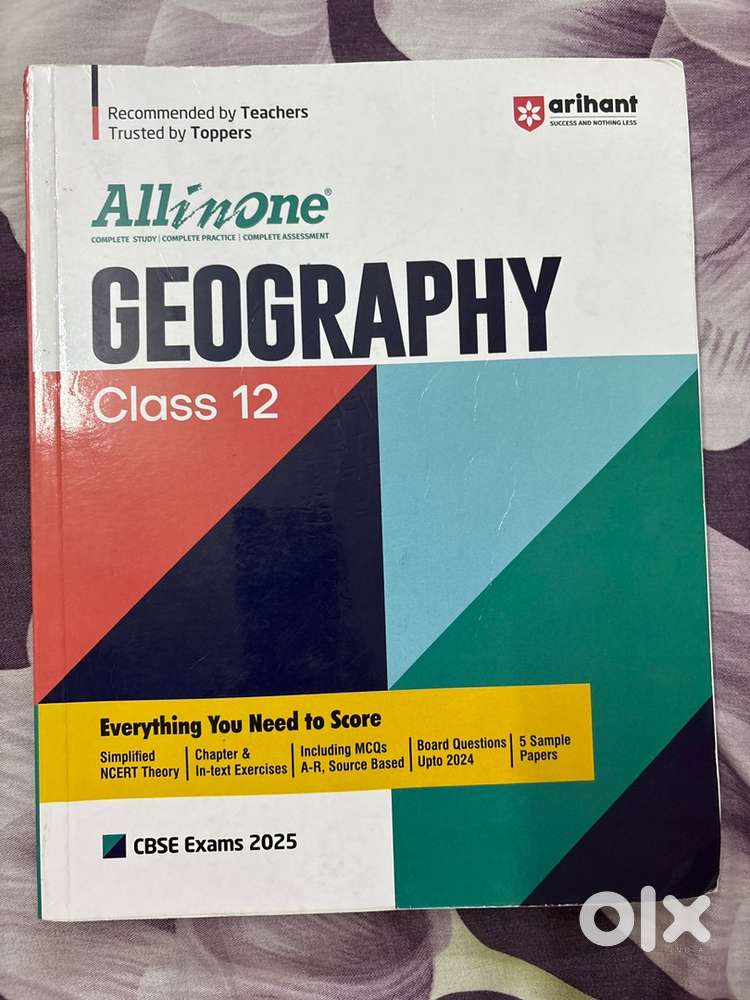 Recommended by Teachers
Trusted by Toppers
arihant
SUCCESS AND NOTHING LESS
Allinone®
COMPLETE STUDY | COMPLETE PRACTICE | COMPLETE ASSESSMENT
GEOGRAPHY
Class 12
Everything You Need to Score
Simplified
NCERT Theory
Chapter &
In-text Exercises
Including MCQs
A-R, Source Based
Board Questions
Upto 2024
5 Sample
Papers
CBSE Exams 2025
olx
INDIA